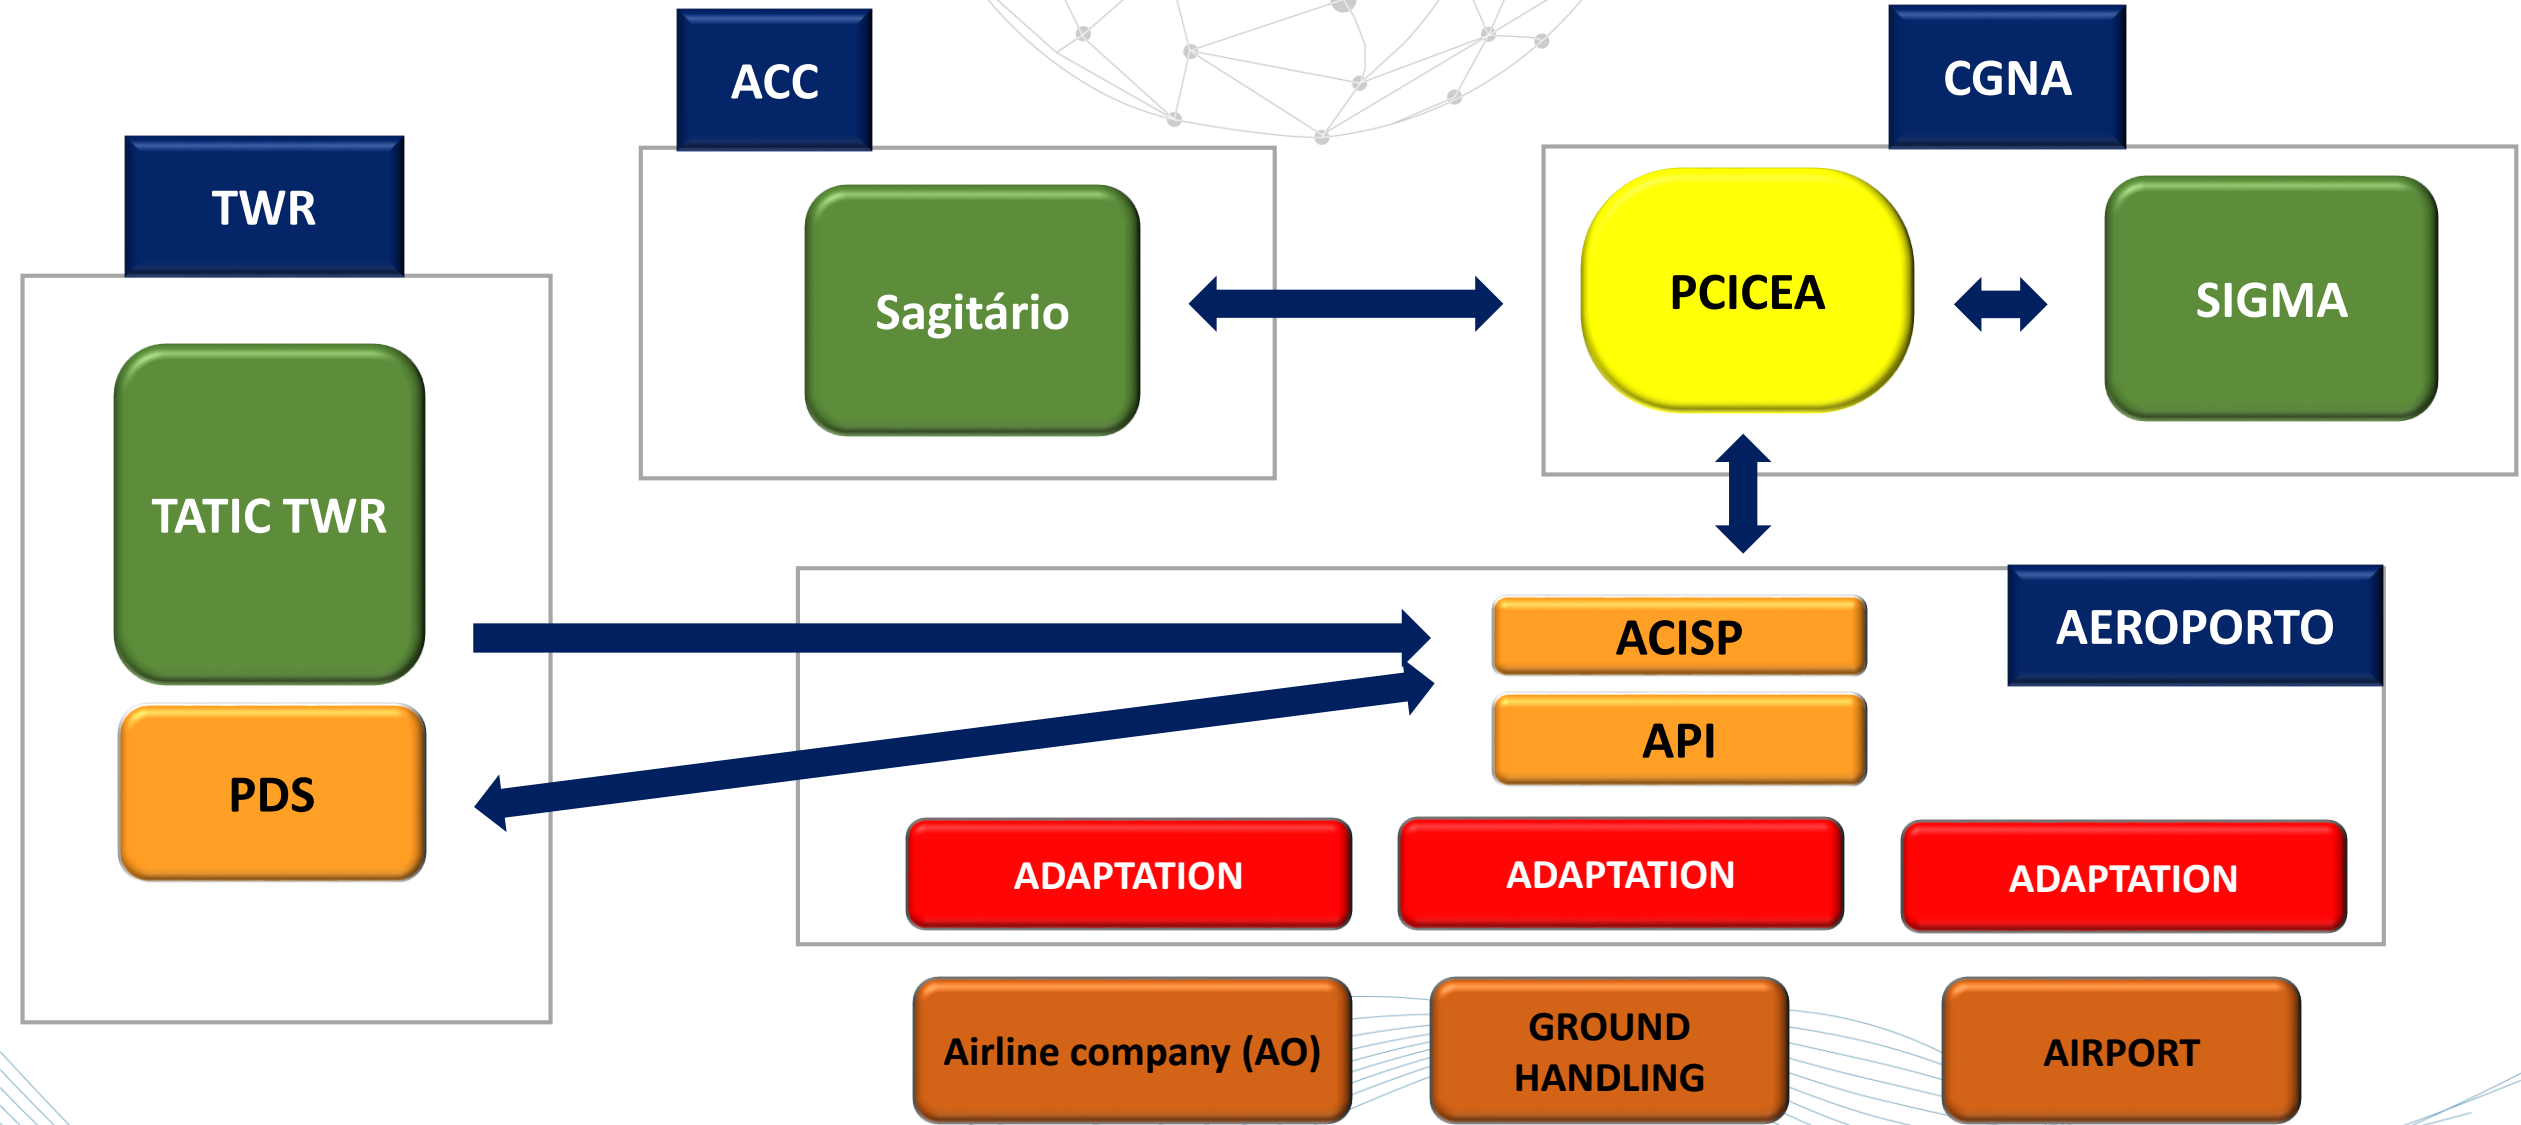 ACC
CGNA
TWR
Sagitário
PCICEA
SIGMA
TATIC TWR
AEROPORTO
ACISP
API
PDS
ADAPTATION
ADAPTATION
ADAPTATION
Airline company (AO)
GROUND
HANDLING
AIRPORT